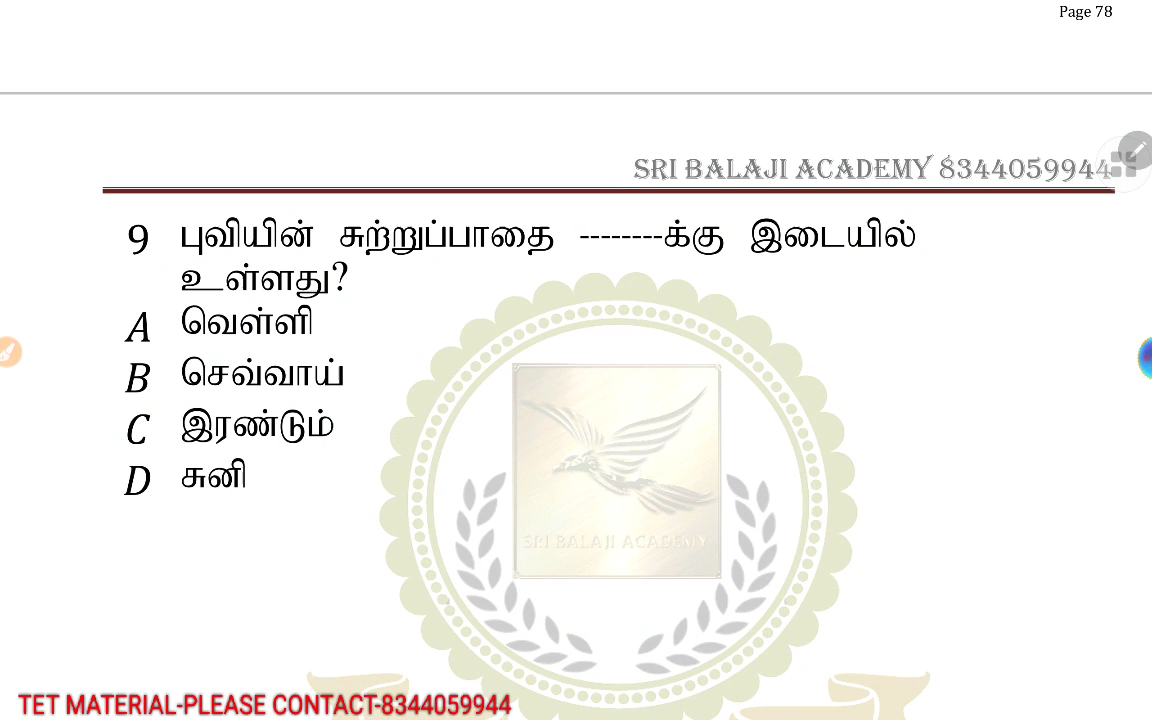 Page 78
SRI BALAJI ACADEMY 8344059944
9 புவியின் சுற்றுப்பாதை --------க்கு இடையில்
உள்ளது?
A வெள்ளி
B செவ்வாய்
C இரண்டும்
D சுனி
SRI BALAJI ACADEMY
TET MATERIAL-PLEASE CONTACT-8344059944